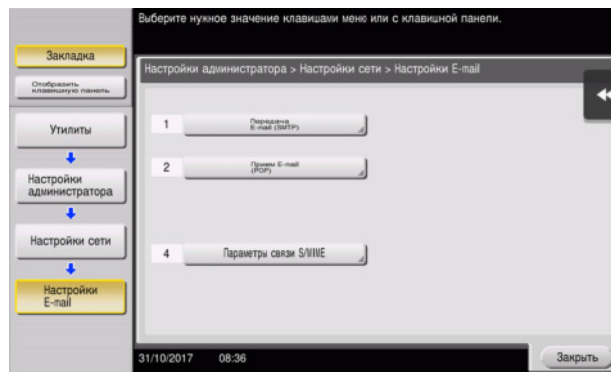 Выберите нужное значение клавишами меню или с клавишной панели.
Закладка
Отобразить
клавишную панель
Утилиты
Настройки
администратора
Настройки сети
Настройки
E-mail
Настройки администратора > Настройки сети > Настройки E-mail
1 Передача
E-mail (SMTP)
2 Прием E-mail
(POP)
4 Параметры связи S/MIME
31/10/2017 08:36
Закрыть